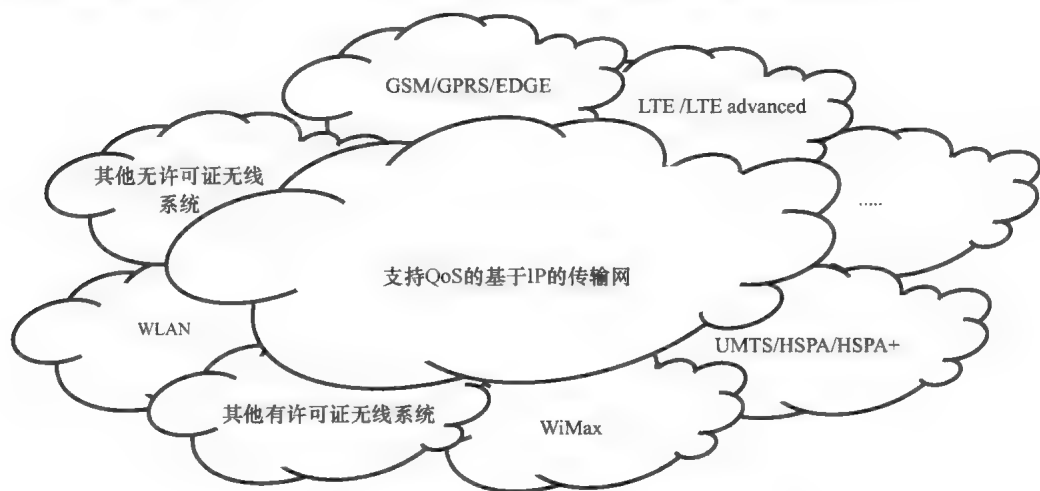 GSM/GPRS/EDGE
LTE /LTE advanced
其他无许可证无线
系统
.....
支持QoS的基于IP的传输网
WLAN
UMTS/HSPA/HSPA+
其他有许可证无线系统
WiMax